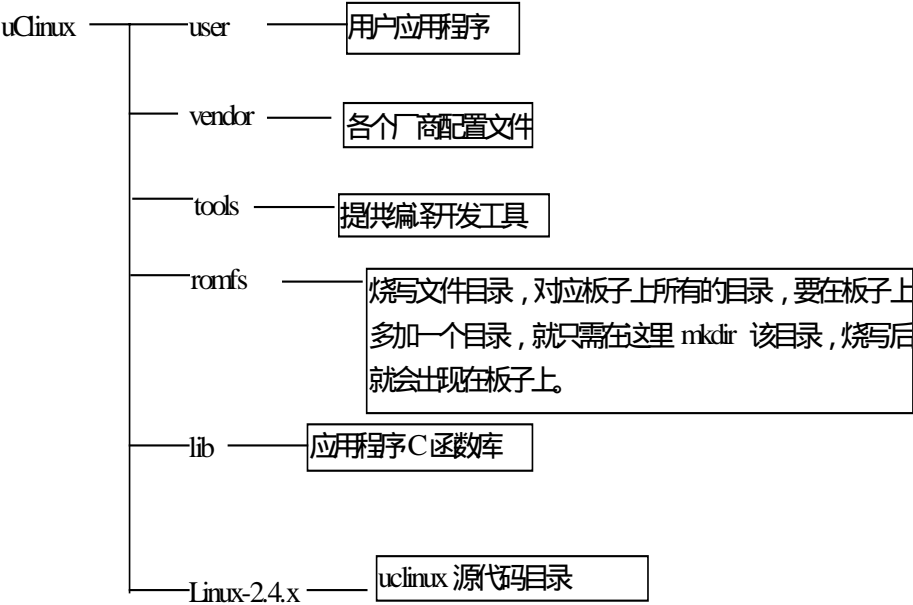 uClinux
user
用户应用程序
vendor
各个厂商配置文件
tools
提供编译开发工具
romfs
烧写文件目录，对应板子上所有的目录，要在板子上
多加一个目录，就只需在这里 mkdir 该目录，烧写后
就会出现在板子上。
lib
应用程序C函数库
Linux-2.4.x
uclinux 源代码目录